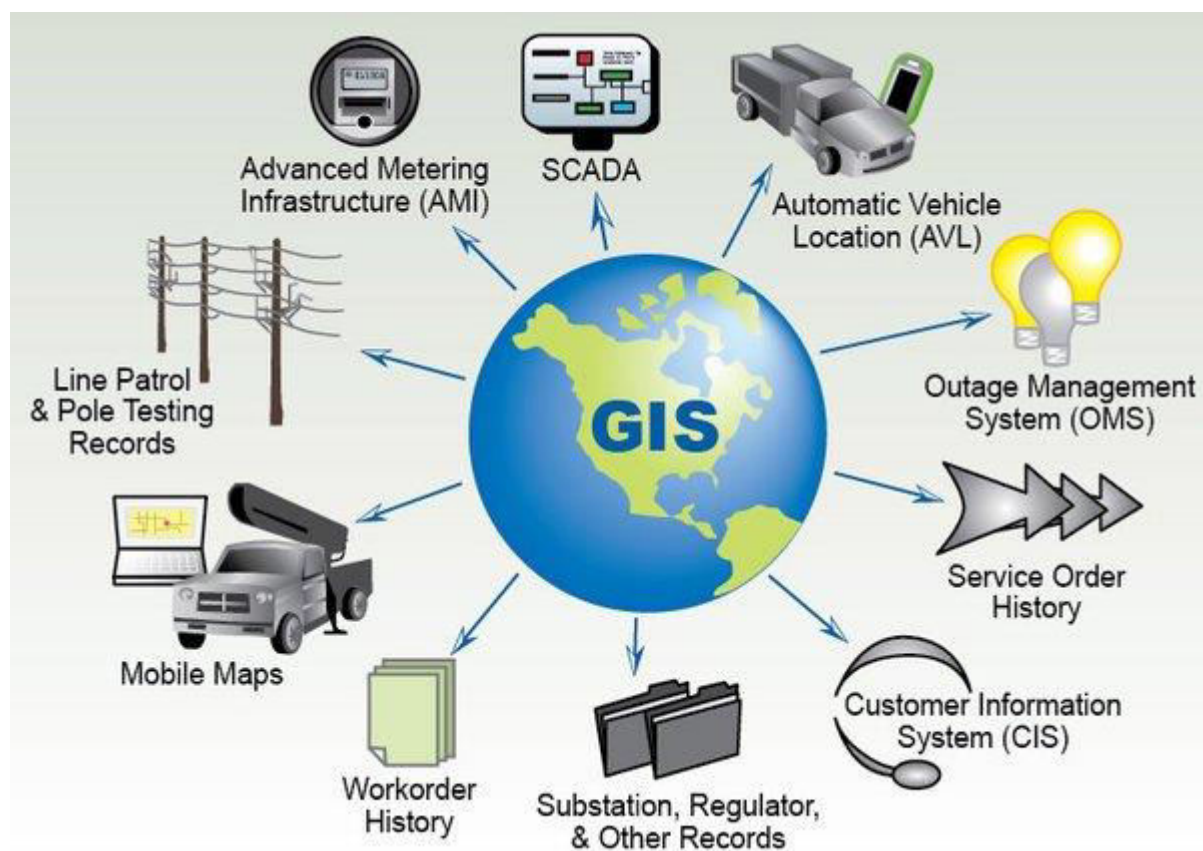 Advanced Metering
Infrastructure (AMI)
SCADA
Automatic Vehicle
Location (AVL)
Outage Management
System (OMS)
Line Patrol
& Pole Testing
Records
GIS
Service Order
History
Mobile Maps
Customer Information
System (CIS)
Workorder
History
Substation, Regulator,
& Other Records